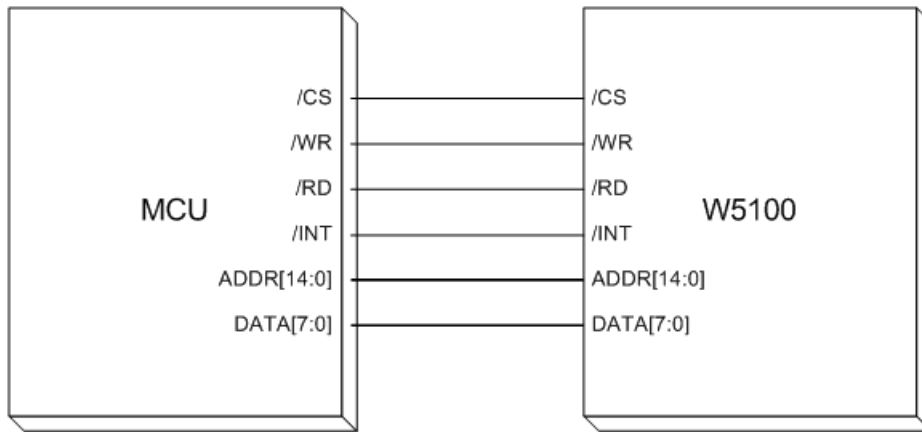 /CS /CS
/WR /WR
/RD /RD
MCU W5100
/INT /INT
ADDR[14:0] ADDR[14:0]
DATA[7:0] DATA[7:0]